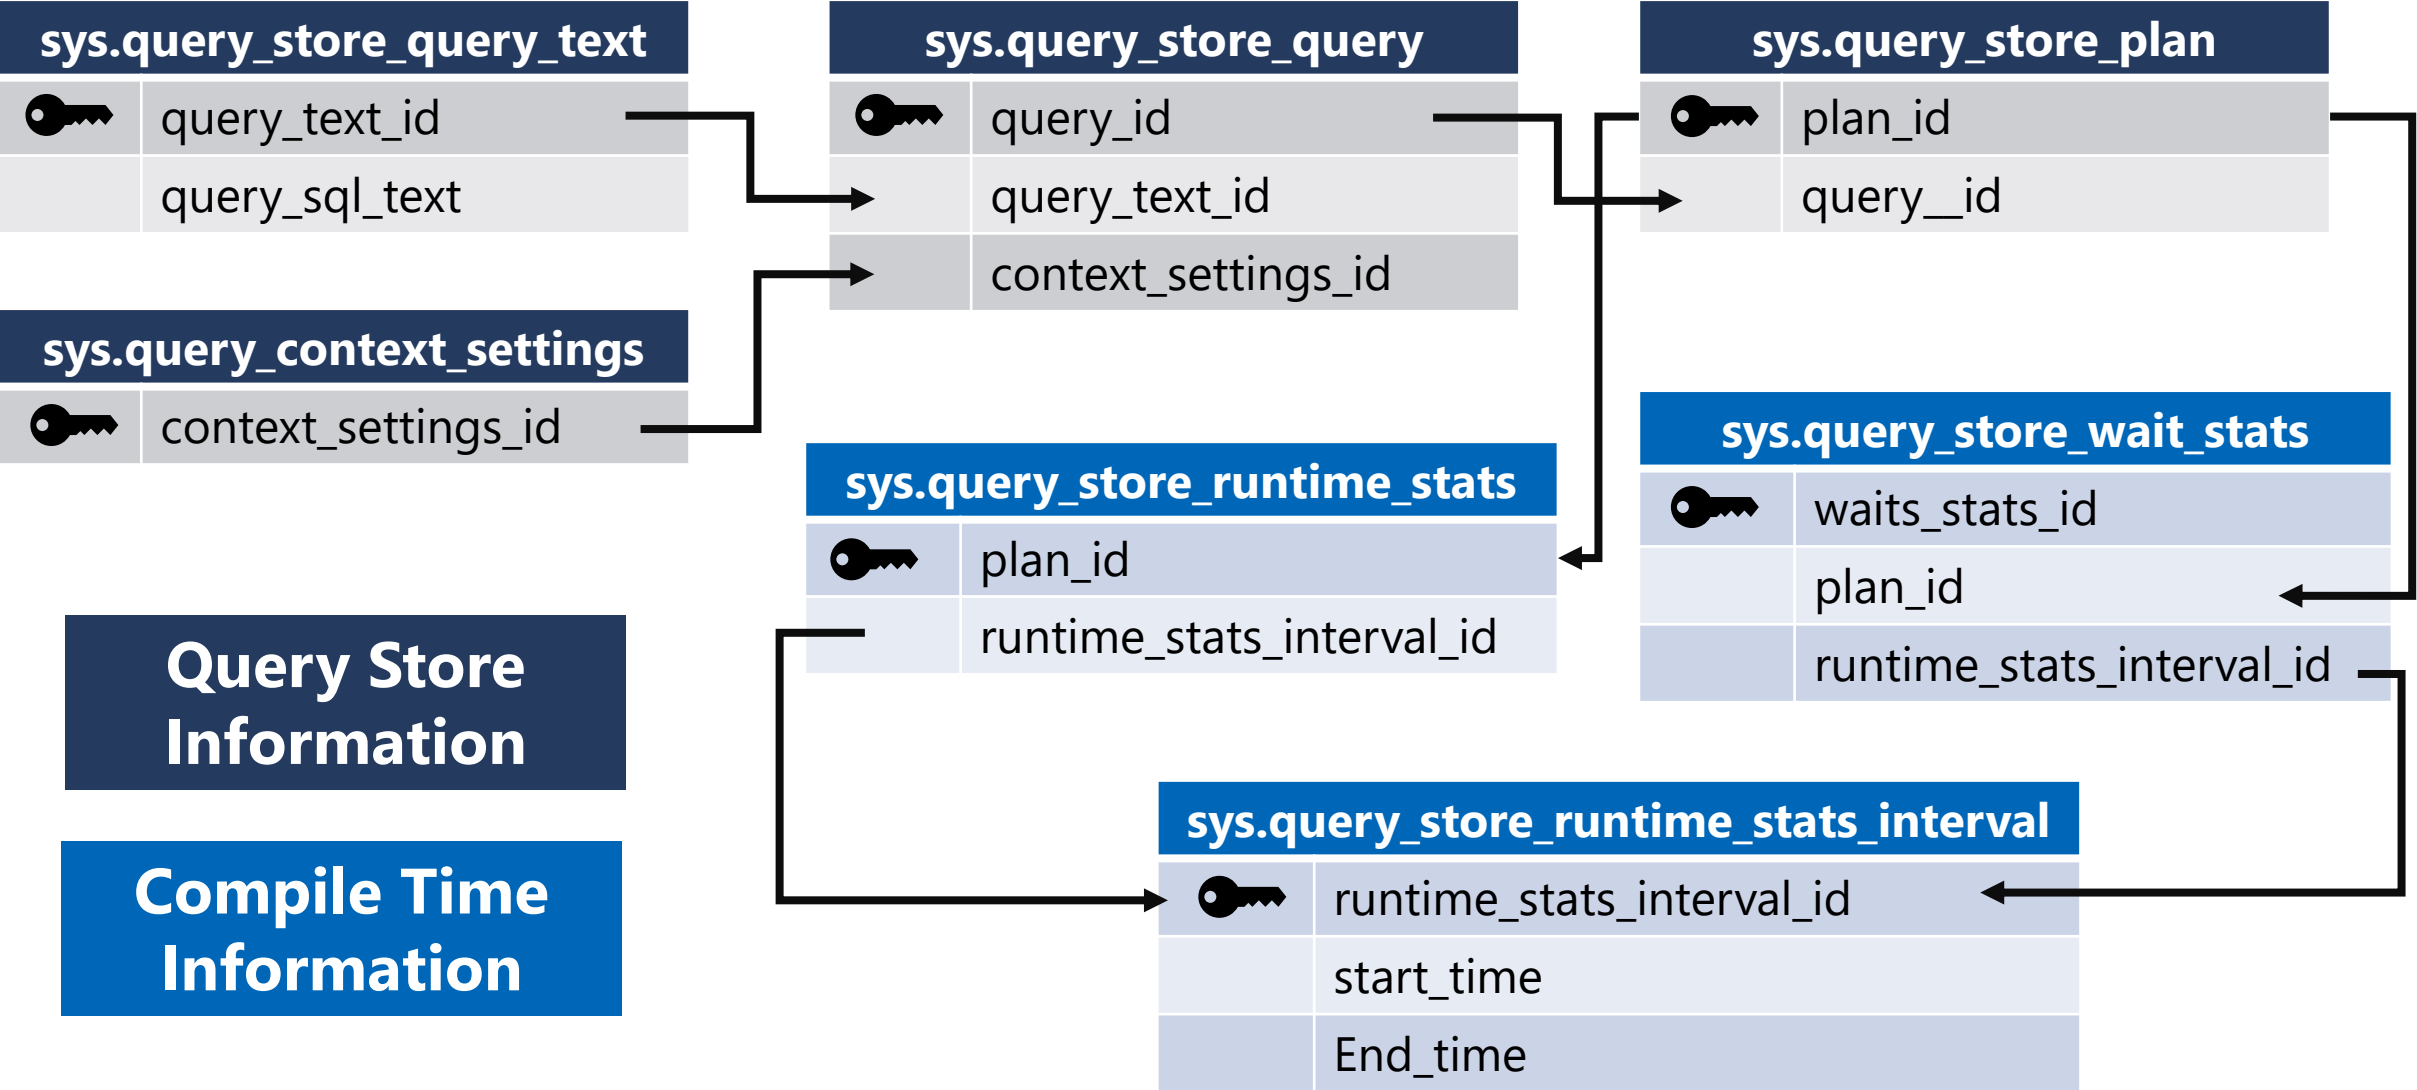 sys.query_store_query_text
query_text_id
query_sql_text
sys.query_store_query
query_id
query_text_id
context_settings_id
sys.query_store_plan
plan_id
query__id
sys.query_context_settings
context_settings_id
sys.query_store_runtime_stats
plan_id
runtime_stats_interval_id
sys.query_store_wait_stats
waits_stats_id
plan_id
runtime_stats_interval_id
Query Store
Information
Compile Time
Information
sys.query_store_runtime_stats_interval
runtime_stats_interval_id
start_time
End_time